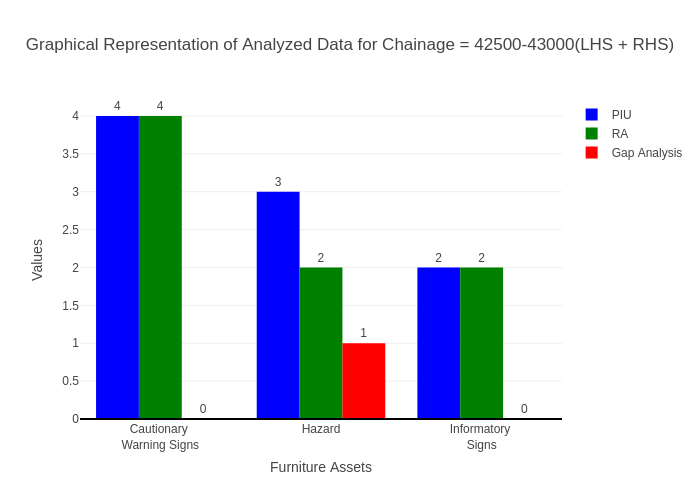 Graphical Representation of Analyzed Data for Chainage = 42500-43000(LHS + RHS)
PIU
RA
Gap Analysis
Values
4
3.5
3
2.5
2
1.5
1
0.5
0
4
4
0
3
2
1
2
2
0
Cautionary
Warning Signs
Hazard
Informatory
Signs
Furniture Assets